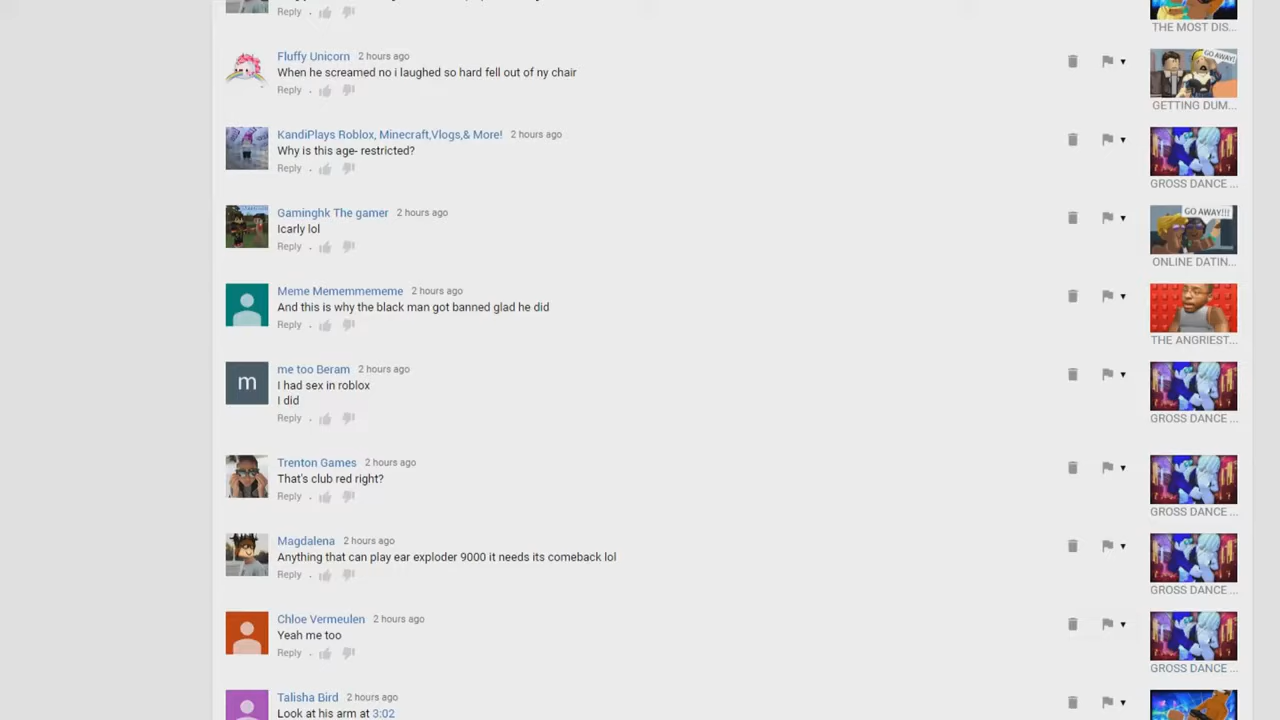 Reply .
THE MOST DIS...
Fluffy Unicorn 2 hours ago
When he screamed no i laughed so hard fell out of ny chair
Reply .
GO AWAY!
GETTING DUM...
KandiPlays Roblox, Minecraft,Vlogs,& More! 2 hours ago
Why is this age- restricted?
Reply .
GROSS DANCE ...
Gaminghk The gamer 2 hours ago
Icarly lol
Reply .
GO AWAY!!!
ONLINE DATIN...
Meme Mememmememe 2 hours ago
And this is why the black man got banned glad he did
Reply .
THE ANGRIEST...
m
me too Beram 2 hours ago
I had sex in roblox
I did
Reply .
GROSS DANCE ...
Trenton Games 2 hours ago
That's club red right?
Reply .
GROSS DANCE ...
Magdalena 2 hours ago
Anything that can play ear exploder 9000 it needs its comeback lol
Reply .
GROSS DANCE ...
Chloe Vermeulen 2 hours ago
Yeah me too
Reply .
GROSS DANCE ...
Talisha Bird 2 hours ago
Look at his arm at 3:02